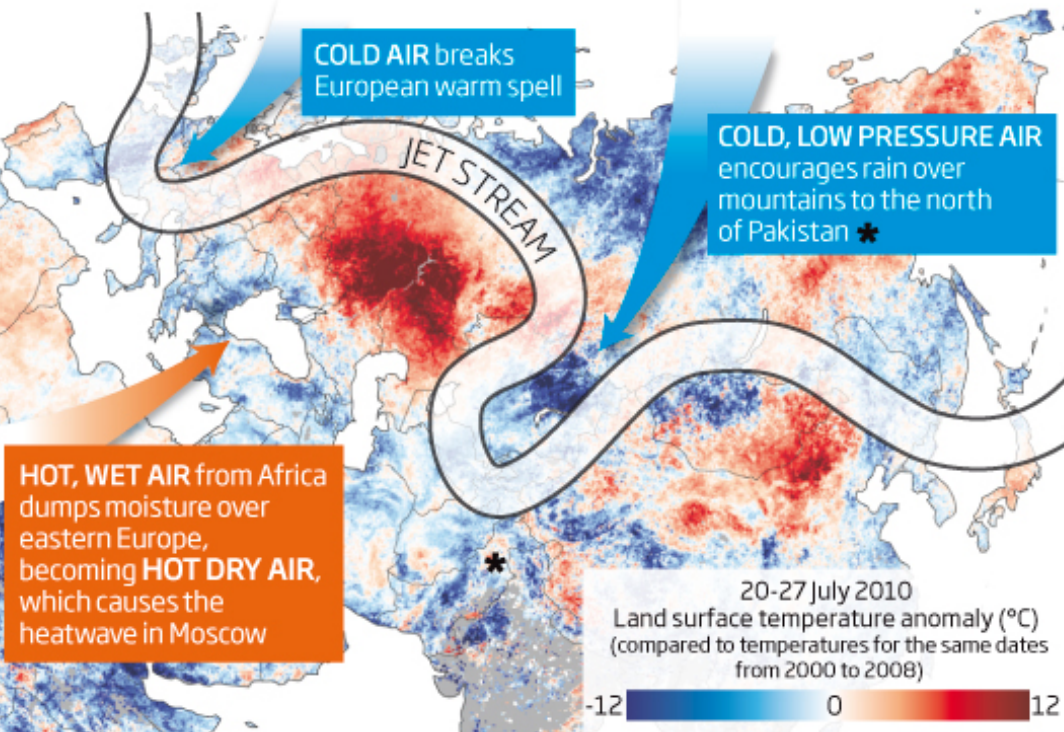 COLD AIR breaks
European warm spell
JET STREAM
COLD, LOW PRESSURE AIR
encourages rain over
mountains to the north
of Pakistan *
HOT, WET AIR from Africa
dumps moisture over
eastern Europe,
becoming HOT DRY AIR,
which causes the
heatwave in Moscow
*
20-27 July 2010
Land surface temperature anomaly (°C)
(compared to temperatures for the same dates
from 2000 to 2008)
-12 0 12